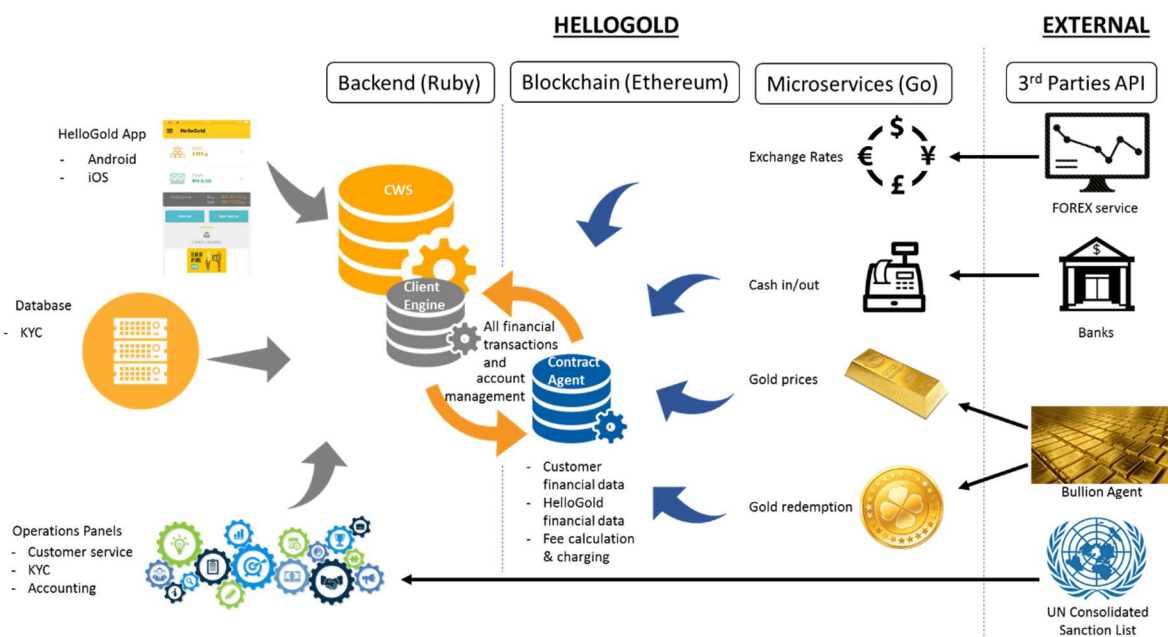 HELLOGOLD
EXTERNAL
Backend (Ruby)
Blockchain (Ethereum)
Microservices (Go)
3rd Parties API
HelloGold App
- Android
- iOS
HelloGold
CWS
Exchange Rates
$
€
¥
£
FOREX service
Database
- KYC
Client
Engine
All financial
transactions
and
account
management
Contract
Agent
Cash in/out
$
Banks
Gold prices
GOLD
Gold redemption
Bullion Agent
- Customer
financial data
- HelloGold
financial data
- Fee calculation
& charging
Operations Panels
- Customer service
- KYC
- Accounting
UN Consolidated
Sanction List